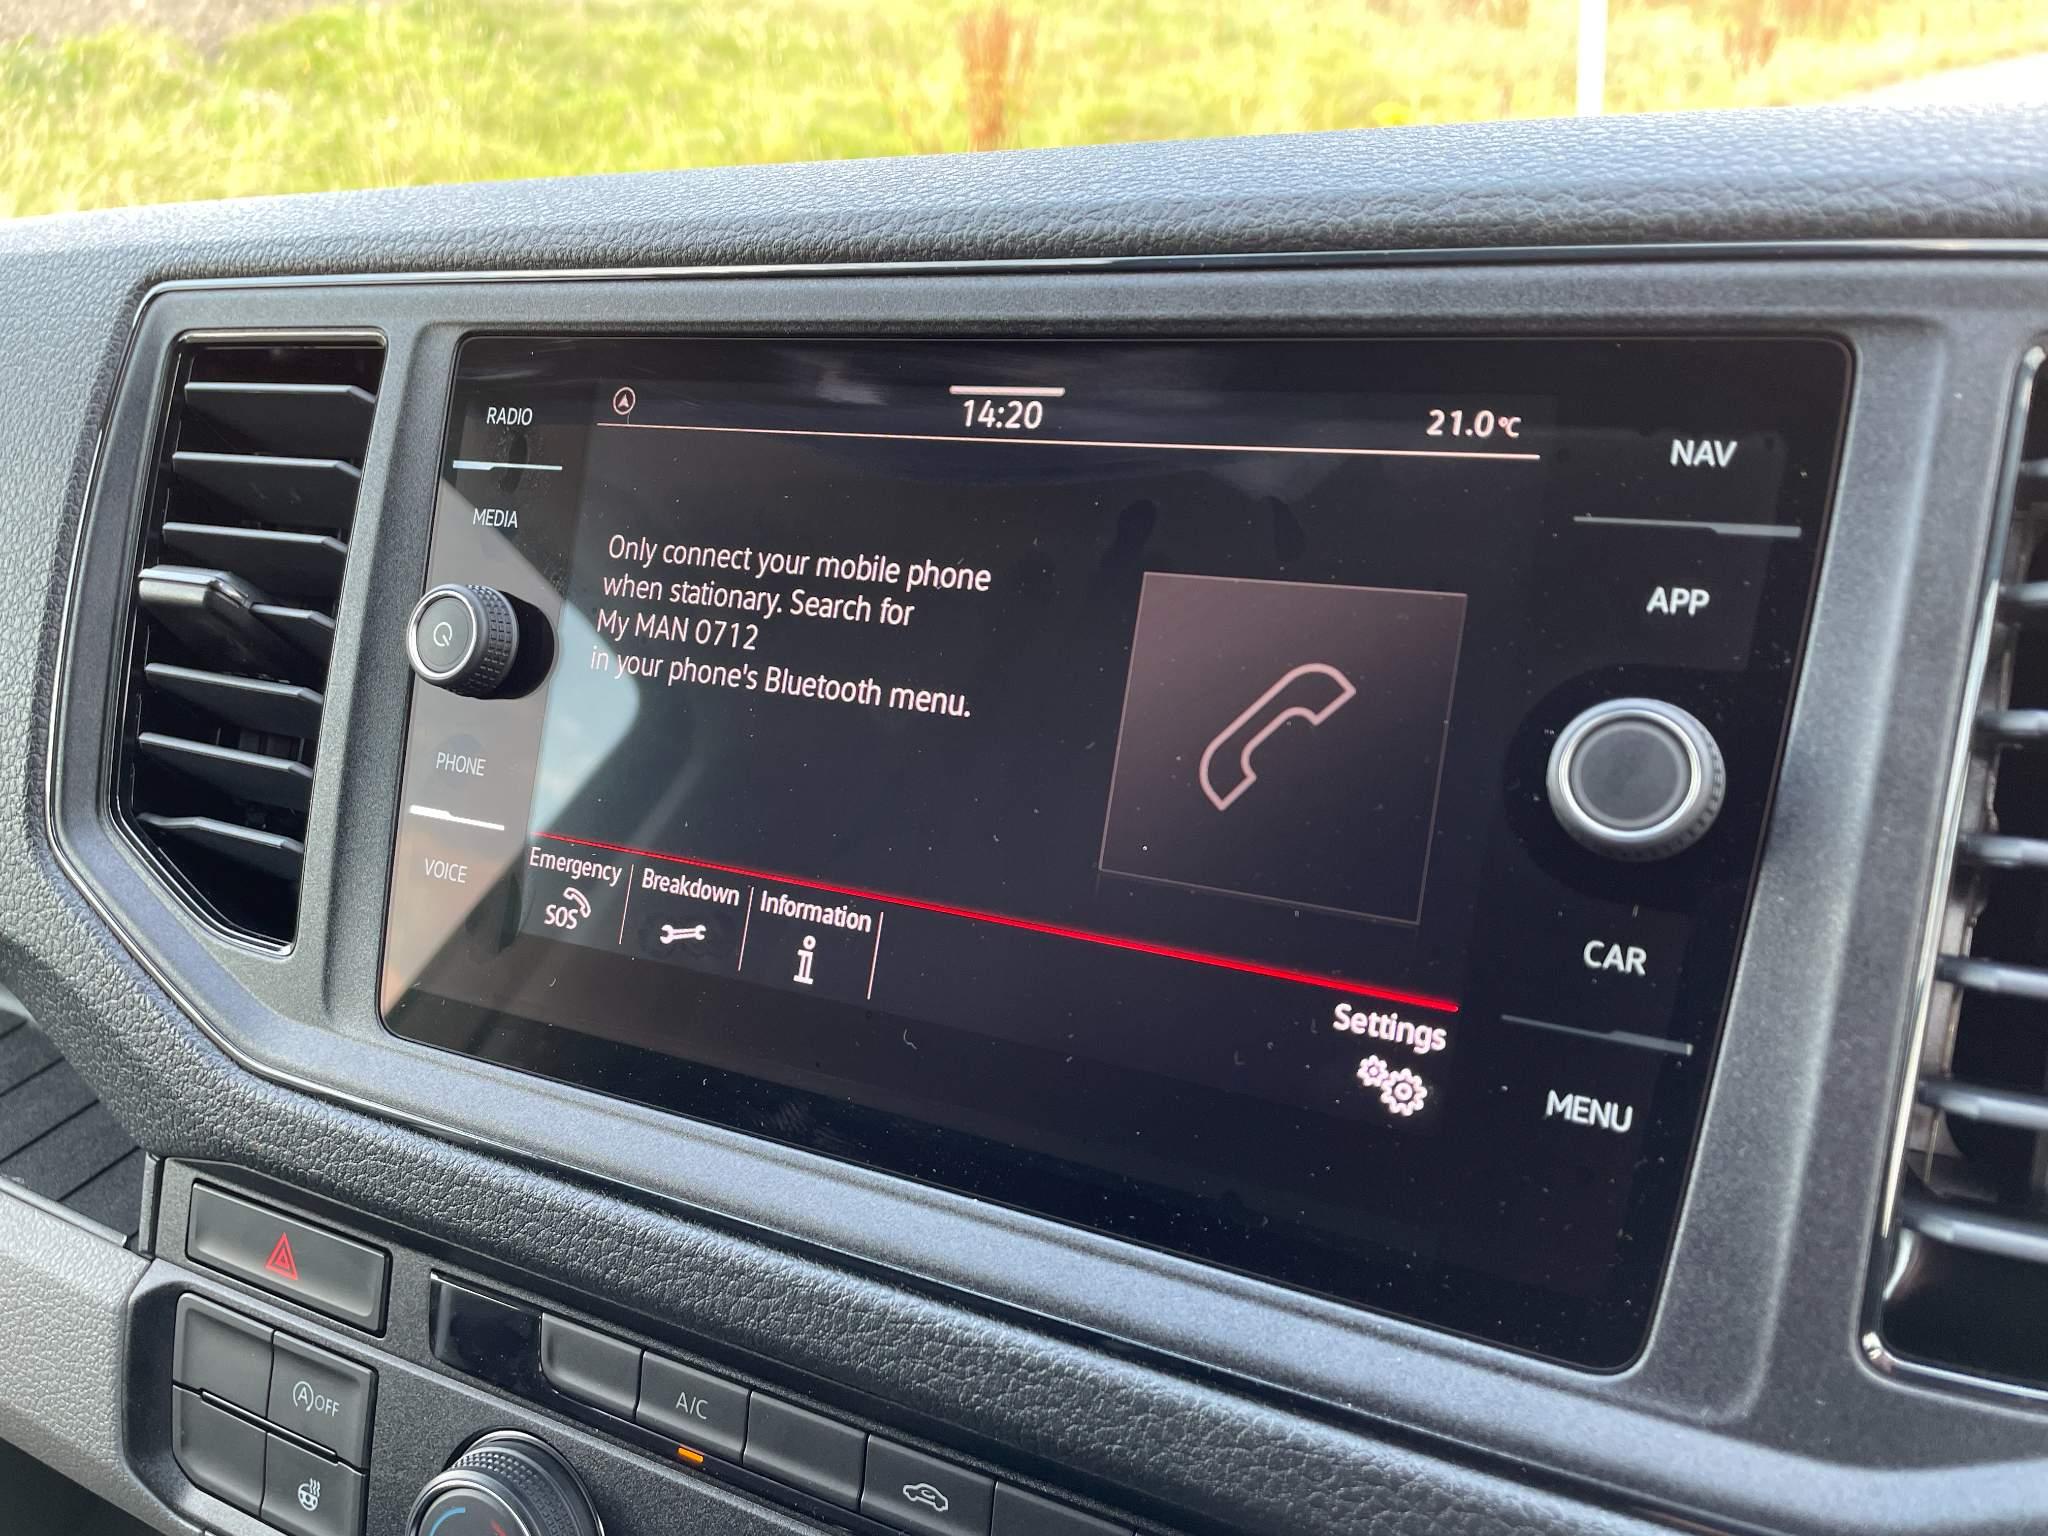 RADIO
14:20
21.0°C
NAV
MEDIA
Only connect your mobile phone
when stationary. Search for
My MAN 0712
in your phone's Bluetooth menu.
APP
PHONE
VOICE
Emergency
SOS
Breakdown
Information
i
CAR
Settings
MENU
A OFF
A/C